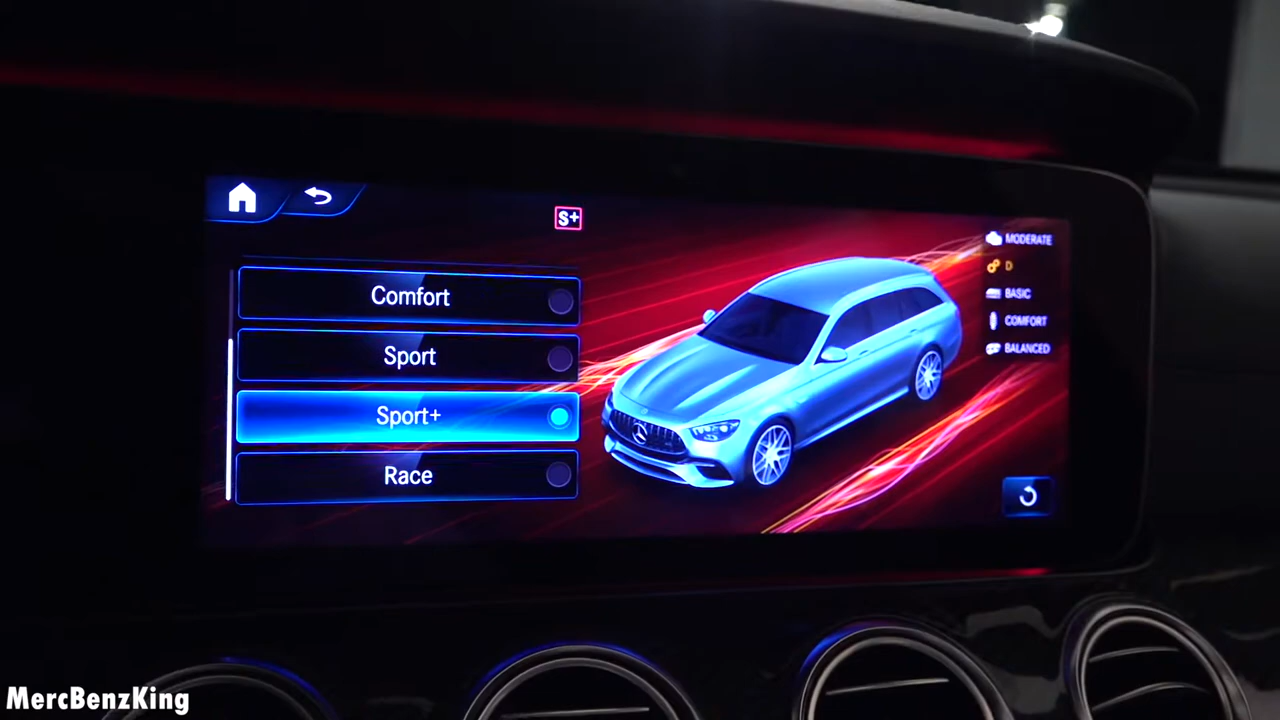 S+
Comfort
Sport
Sport+
Race
MODERATE
D
BASIC
COMFORT
BALANCED
MercBenzKing